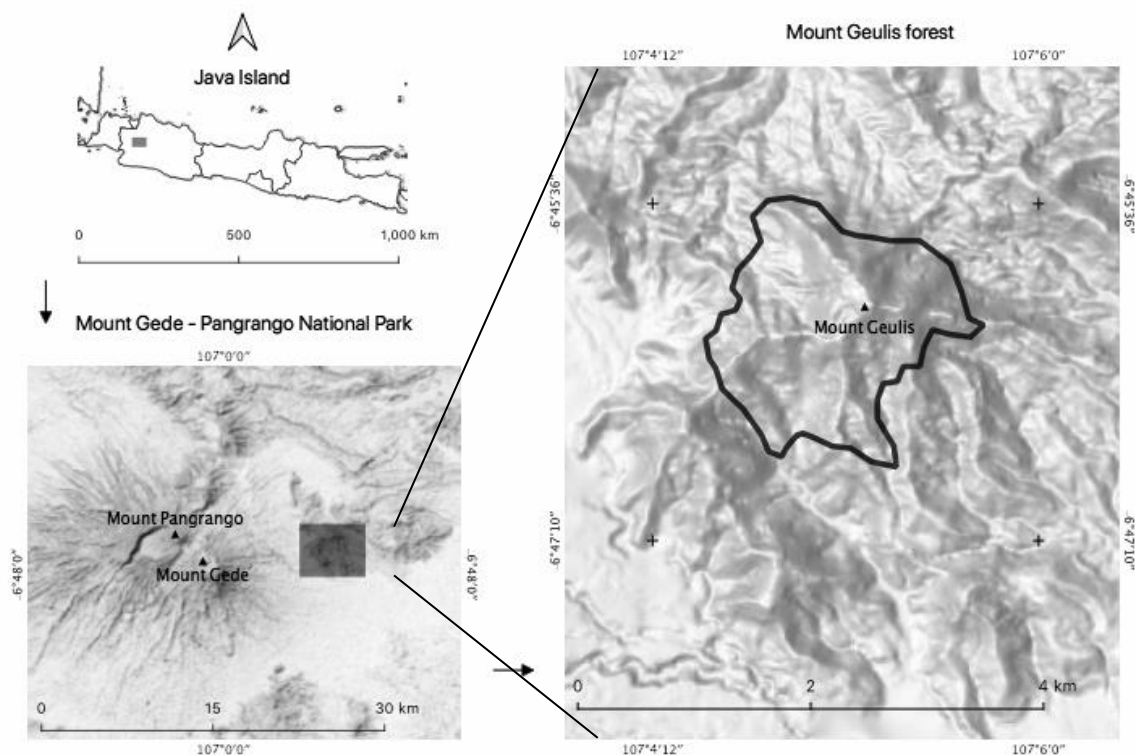 Java Island
0 500 1,000 km
Mount Gede - Pangrango National Park
107°0′0″
Mount Pangrango
Mount Gede
-6°48′0″
-6°48′0″
0 15 30 km
107°0′0″
Mount Geulis forest
107°4′12″ 107°6′0″
-6°45′36″
-6°45′36″
Mount Geulis
-6°47′10″
-6°47′10″
0 2 4 km
107°4′12″ 107°6′0″